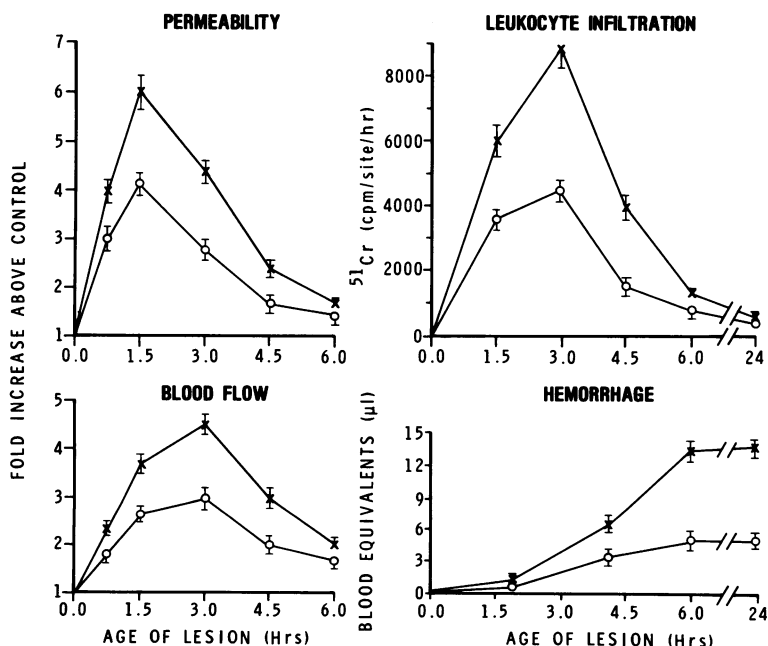 PERMEABILITY
7
6
5
4
3
2
1
0.0 1.5 3.0 4.5 6.0
FOLD INCREASE ABOVE CONTROL
LEUKOCYTE INFILTRATION
8000
6000
4000
2000
0
0.0 1.5 3.0 4.5 6.0 24
51Cr (cpm/site/hr)
BLOOD FLOW
5
4
3
2
1
0.0 1.5 3.0 4.5 6.0
AGE OF LESION (Hrs)
HEMORRHAGE
15
12
9
6
3
0
0.0 1.5 3.0 4.5 6.0 24
BLOOD EQUIVALENTS (µl)
AGE OF LESION (Hrs)